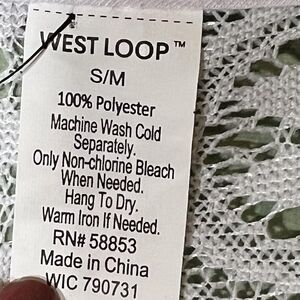 WEST LOOP™
S/M
100% Polyester
Machine Wash Cold
Separately.
Only Non-chlorine Bleach
When Needed.
Hang To Dry.
Warm Iron If Needed.
RN# 58853
Made in China
WIC 790731